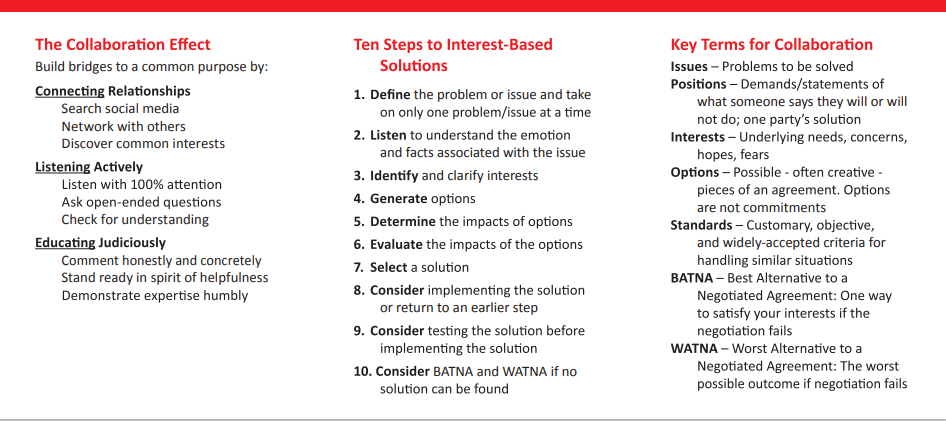 The Collaboration Effect
Build bridges to a common purpose by:
Connecting Relationships
Search social media
Network with others
Discover common interests
Listening Actively
Listen with 100% attention
Ask open-ended questions
Check for understanding
Educating Judiciously
Comment honestly and concretely
Stand ready in spirit of helpfulness
Demonstrate expertise humbly
Ten Steps to Interest-Based
Solutions
1. Define the problem or issue and take
on only one problem/issue at a time
2. Listen to understand the emotion
and facts associated with the issue
3. Identify and clarify interests
4. Generate options
5. Determine the impacts of options
6. Evaluate the impacts of the options
7. Select a solution
8. Consider implementing the solution
or return to an earlier step
9. Consider testing the solution before
implementing the solution
10. Consider BATNA and WATNA if no
solution can be found
Key Terms for Collaboration
Issues – Problems to be solved
Positions – Demands/statements of
what someone says they will or will
not do; one party’s solution
Interests – Underlying needs, concerns,
hopes, fears
Options – Possible - often creative -
pieces of an agreement. Options
are not commitments
Standards – Customary, objective,
and widely-accepted criteria for
handling similar situations
BATNA – Best Alternative to a
Negotiated Agreement: One way
to satisfy your interests if the
negotiation fails
WATNA – Worst Alternative to a
Negotiated Agreement: The worst
possible outcome if negotiation fails